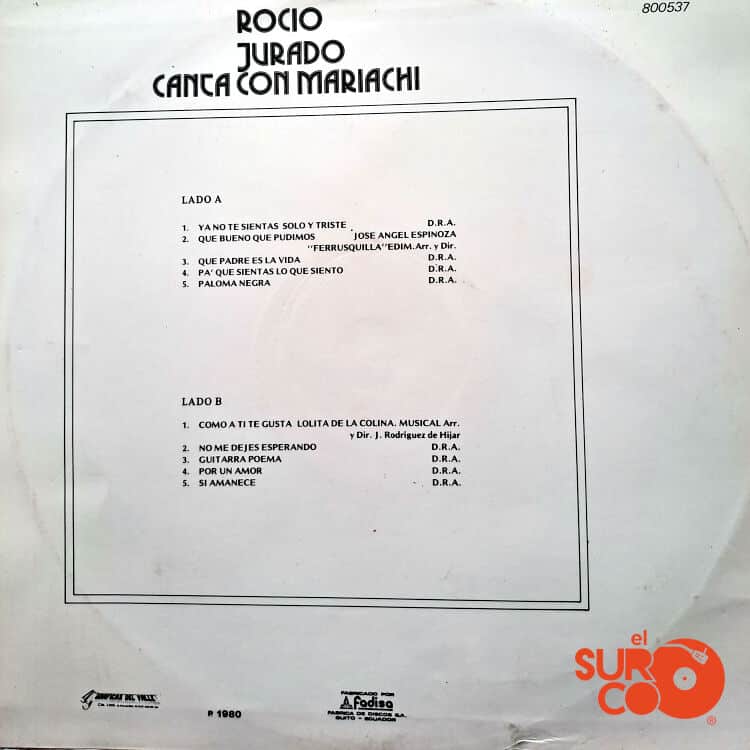 800537
ROCIO
JURADO
CANTA CON MARIACHI
LADO A
1. YA NO TE SIENTAS SOLO Y TRISTE D.R.A.
2. QUE BUENO QUE PUDIMOS JOSE ANGEL ESPINOZA
"FERRUSQUILLA" EDIM. Arr. y Dir.
3. QUE PADRE ES LA VIDA D.R.A.
4. PA' QUE SIENTAS LO QUE SIENTO D.R.A.
5. PALOMA NEGRA D.R.A.
LADO B
1. COMO A TI TE GUSTA LOLITA DE LA COLINA. MUSICAL Arr.
y Dir. J. Rodriguez de Hijar
2. NO ME DEJES ESPERANDO D.R.A.
3. GUITARRA POEMA D.R.A.
4. POR UN AMOR D.R.A.
5. SI AMANECE D.R.A.
el
SURCO
®
GRAFICAS DEL VALLE
P 1980
FABRICADO POR
Fadisa
FABRICA DE DISCOS S.A.
QUITO - ECUADOR